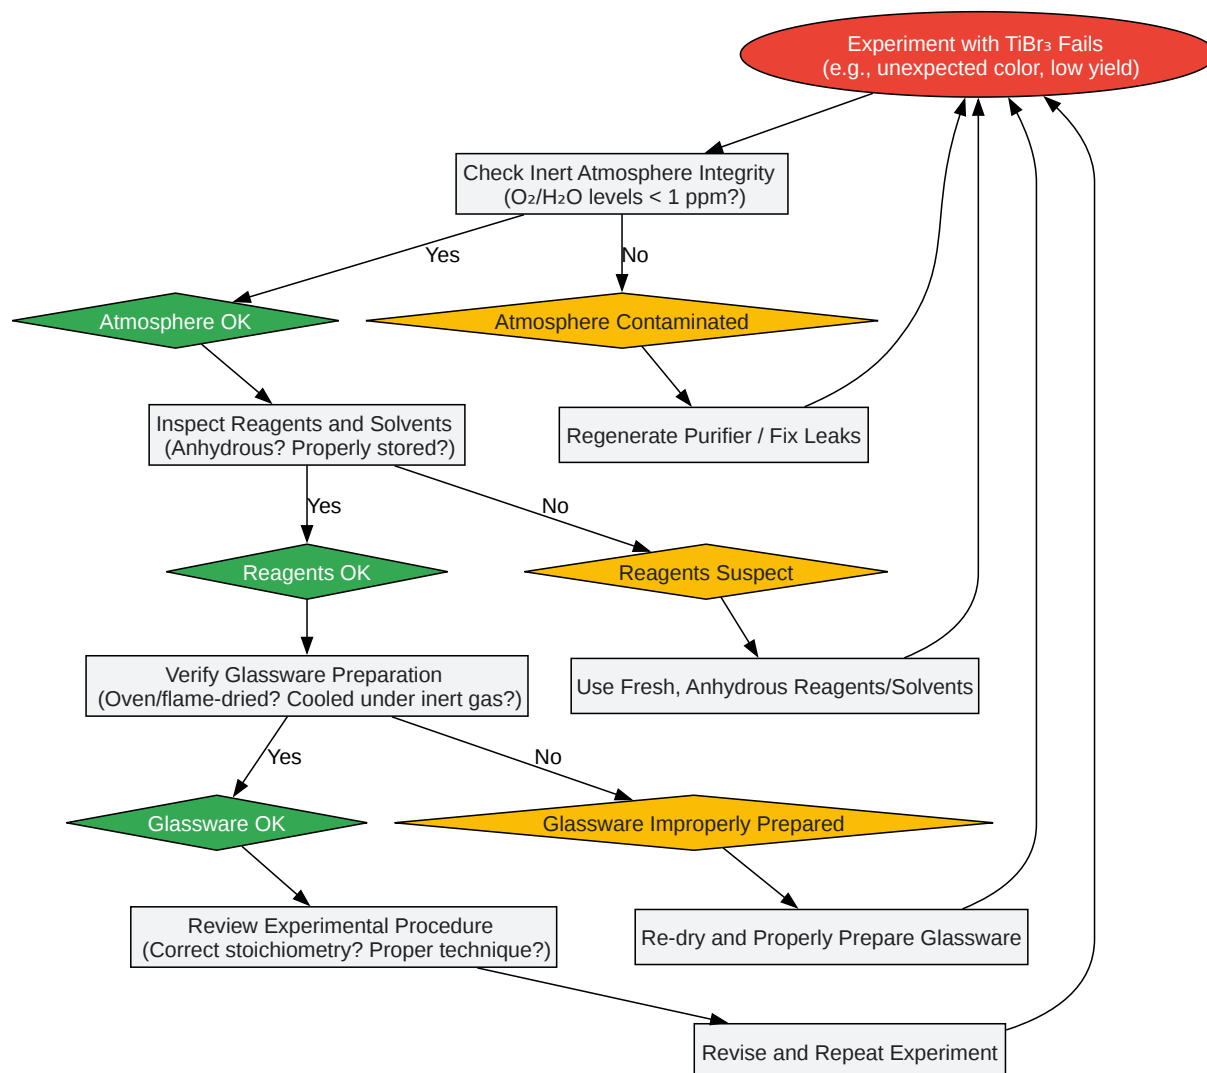 Experiment with TiBr₃ Fails
(e.g., unexpected color, low yield)
Check Inert Atmosphere Integrity
(O₂/H₂O levels < 1 ppm?)
Yes
No
Atmosphere OK
Atmosphere Contaminated
Inspect Reagents and Solvents
(Anhydrous? Properly stored?)
Regenerate Purifier / Fix Leaks
Yes
No
Reagents OK
Reagents Suspect
Verify Glassware Preparation
(Oven/flame-dried? Cooled under inert gas?)
Use Fresh, Anhydrous Reagents/Solvents
Yes
No
Glassware OK
Glassware Improperly Prepared
Review Experimental Procedure
(Correct stoichiometry? Proper technique?)
Re-dry and Properly Prepare Glassware
Revise and Repeat Experiment